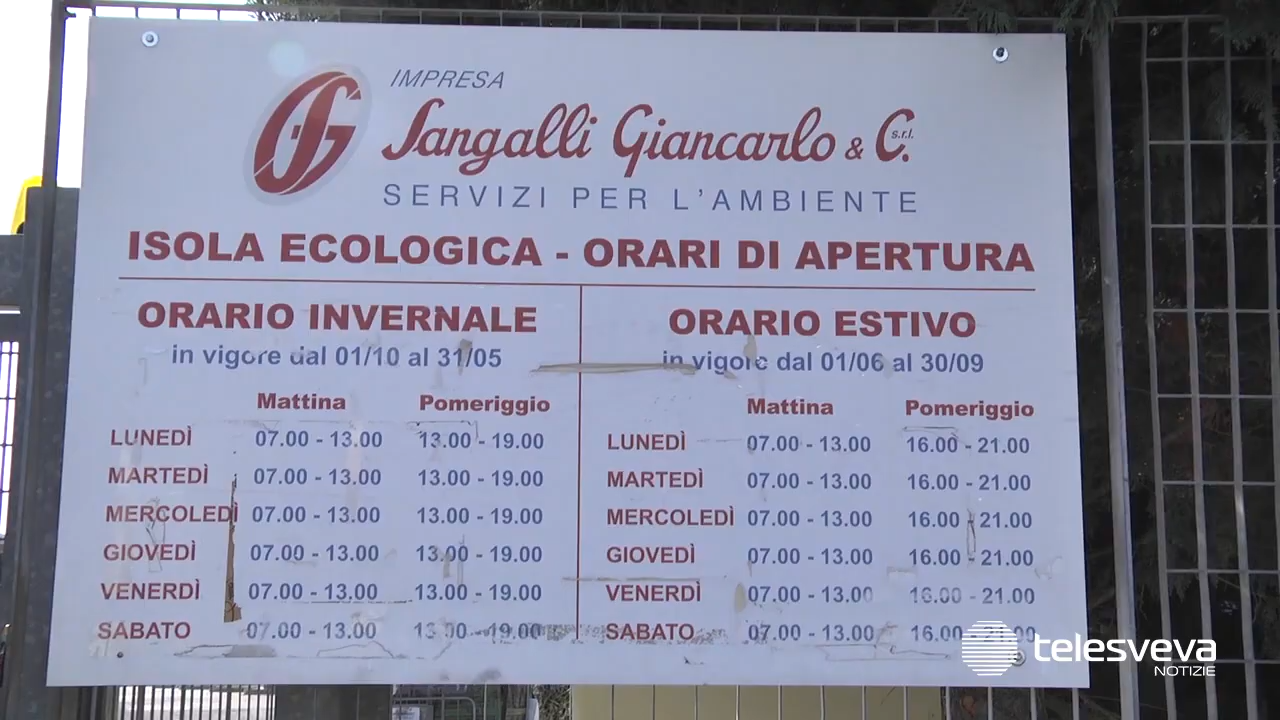 IMPRESA
Sangalli Giancarlo & C. s.r.l.
SERVIZI PER L'AMBIENTE
ISOLA ECOLOGICA - ORARI DI APERTURA
ORARIO INVERNALE
in vigore dal 01/10 al 31/05
Mattina Pomeriggio
LUNEDÌ 07.00 - 13.00 13.00 - 19.00
MARTEDÌ 07.00 - 13.00 13.00 - 19.00
MERCOLEDÌ 07.00 - 13.00 13.00 - 19.00
GIOVEDÌ 07.00 - 13.00 13.00 - 19.00
VENERDÌ 07.00 - 13.00 13.00 - 19.00
SABATO 07.00 - 13.00 13.00 - 19.00
ORARIO ESTIVO
in vigore dal 01/06 al 30/09
Mattina Pomeriggio
LUNEDÌ 07.00 - 13.00 16.00 - 21.00
MARTEDÌ 07.00 - 13.00 16.00 - 21.00
MERCOLEDÌ 07.00 - 13.00 16.00 - 21.00
GIOVEDÌ 07.00 - 13.00 16.00 - 21.00
VENERDÌ 07.00 - 13.00 16.00 - 21.00
SABATO 07.00 - 13.00 16.00 - 21.00
telesveva
NOTIZIE